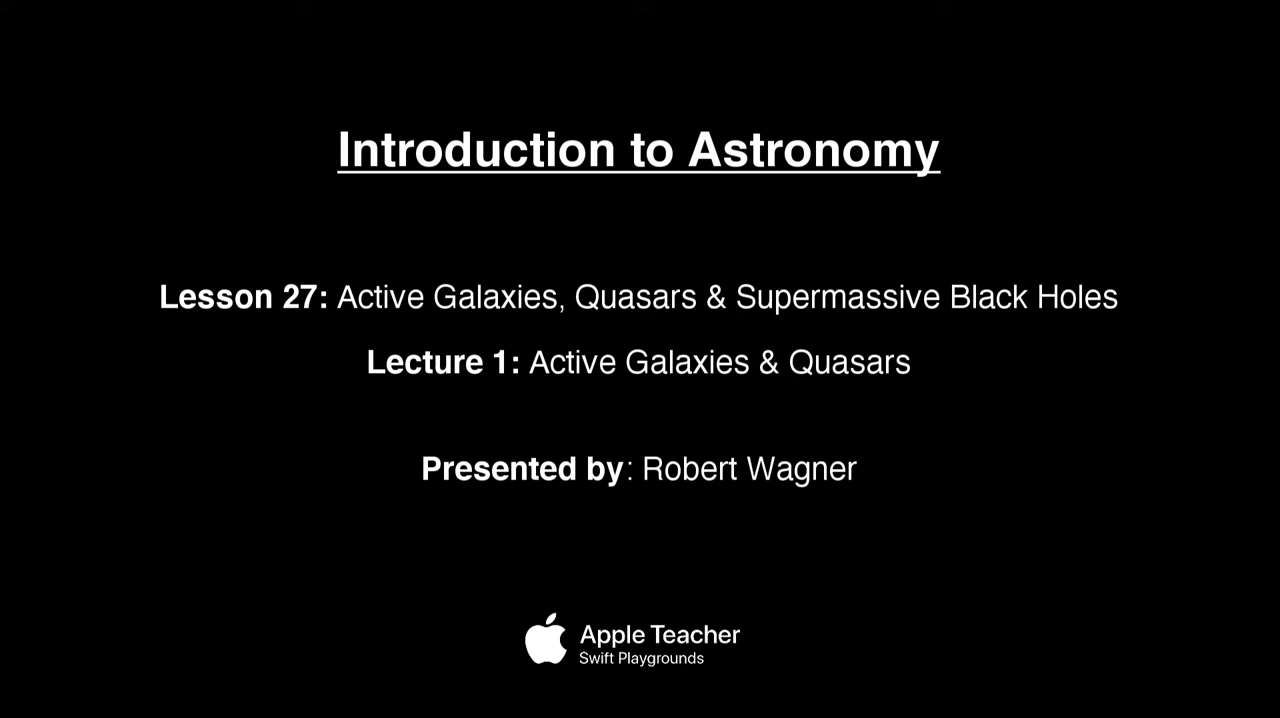 Introduction to Astronomy
Lesson 27: Active Galaxies, Quasars & Supermassive Black Holes
Lecture 1: Active Galaxies & Quasars
Presented by: Robert Wagner
Apple Teacher
Swift Playgrounds